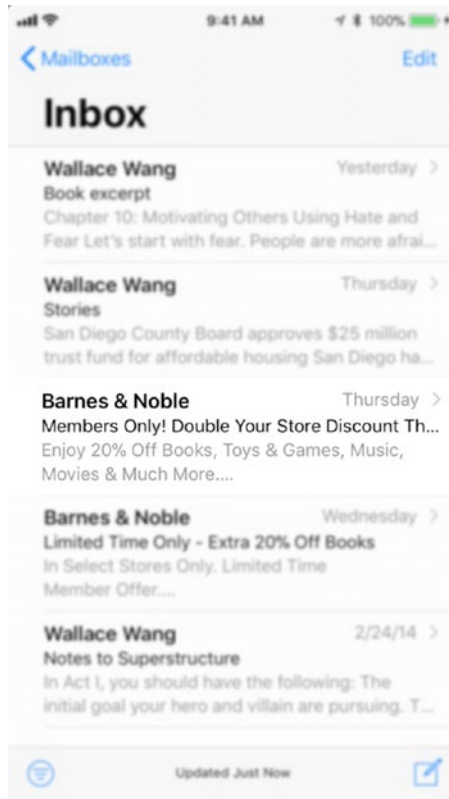 9:41 AM 100%
Mailboxes Edit
Inbox
Wallace Wang Yesterday
Book excerpt
Chapter 10: Motivating Others Using Hate and
Fear Let's start with fear. People are more afrai...
Wallace Wang Thursday
Stories
San Diego County Board approves $25 million
trust fund for affordable housing San Diego ha...
Barnes & Noble Thursday
Members Only! Double Your Store Discount Th...
Enjoy 20% Off Books, Toys & Games, Music,
Movies & Much More....
Barnes & Noble Wednesday
Limited Time Only - Extra 20% Off Books
In Select Stores Only. Limited Time
Member Offer....
Wallace Wang 2/24/14
Notes to Superstructure
In Act I, you should have the following: The
initial goal your hero and villain are pursuing. T...
Updated Just Now